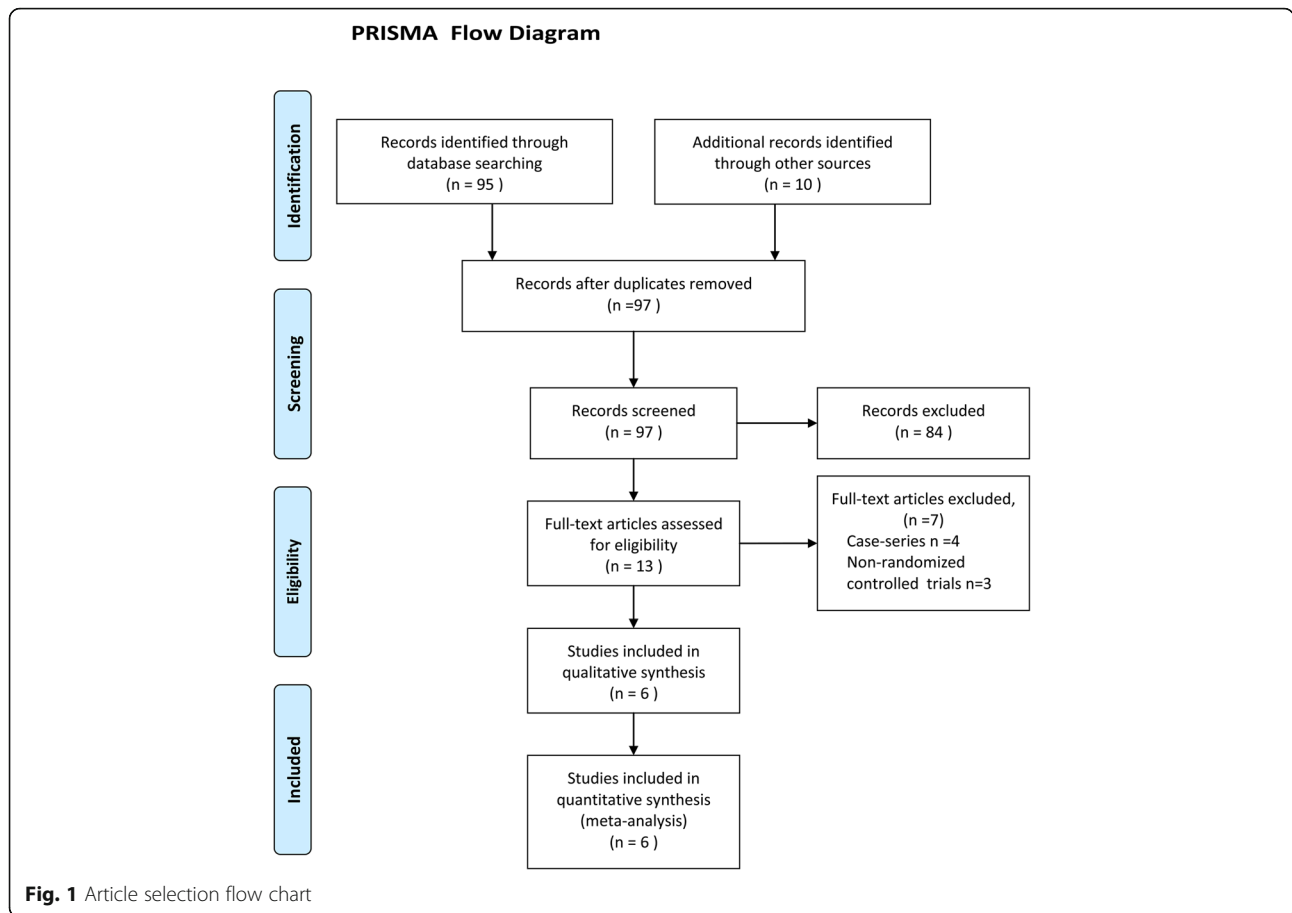 PRISMA Flow Diagram
Identification
Records identified through
database searching
(n = 95 )
Additional records identified
through other sources
(n = 10 )
Records after duplicates removed
(n =97 )
Screening
Records screened
(n = 97 )
Records excluded
(n = 84 )
Eligibility
Full-text articles assessed
for eligibility
(n = 13 )
Full-text articles excluded,
(n =7)
Case-series n =4
Non-randomized
controlled trials n=3
Studies included in
qualitative synthesis
(n = 6 )
Included
Studies included in
quantitative synthesis
(meta-analysis)
(n = 6 )
Fig. 1 Article selection flow chart